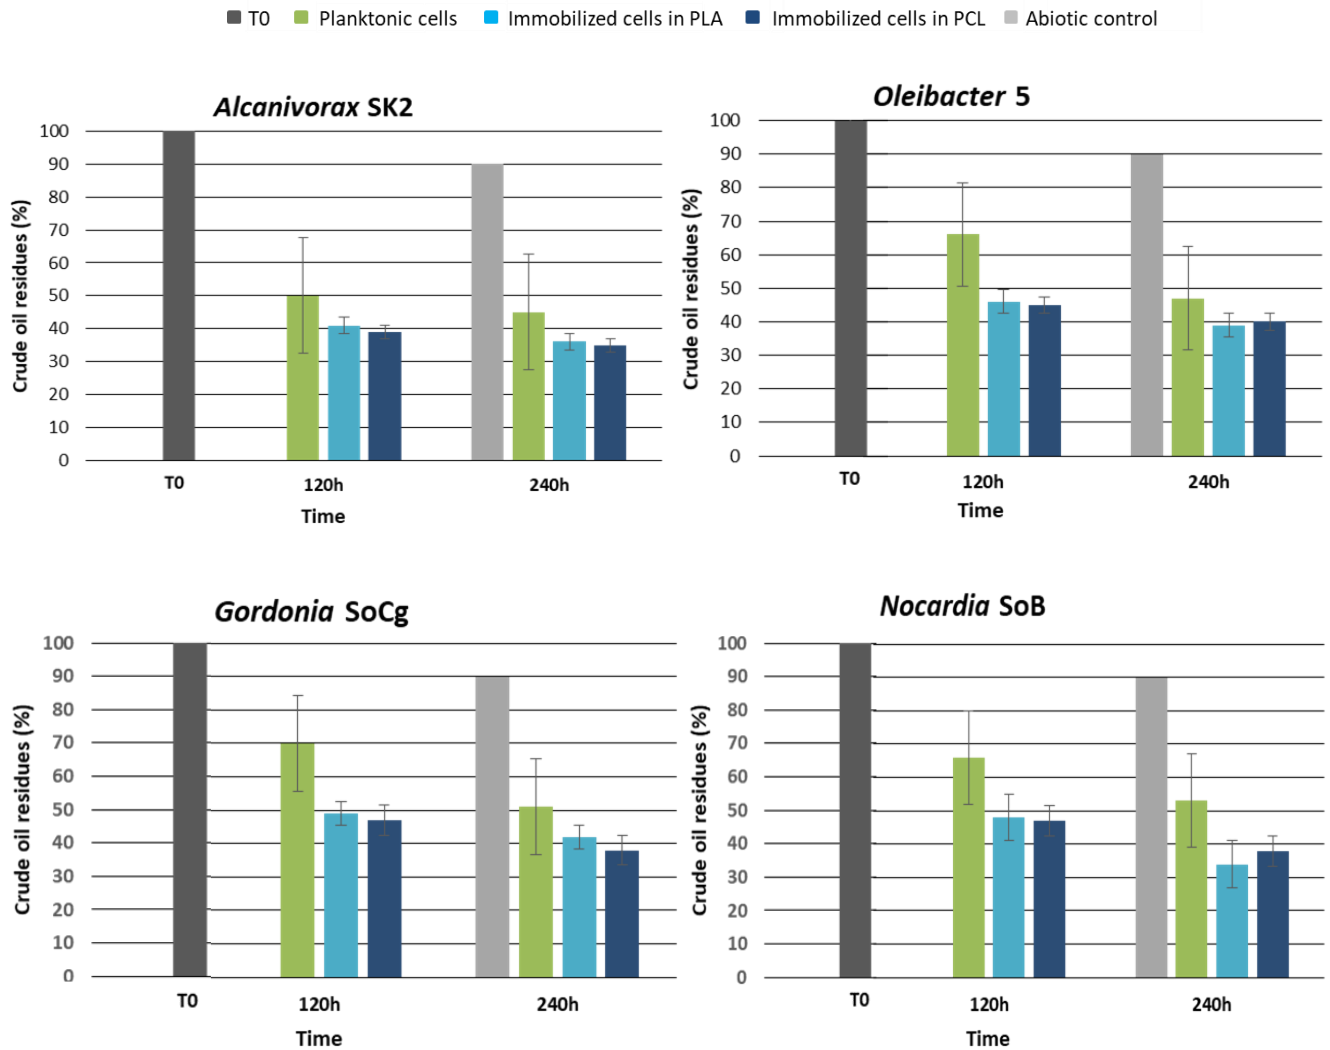 T0 Planktonic cells Immobilized cells in PLA Immobilized cells in PCL Abiotic control
Alcanivorax SK2
Crude oil residues (%)
100
90
80
70
60
50
40
30
20
10
0
T0 120h 240h
Time
Oleibacter 5
Crude oil residues (%)
100
90
80
70
60
50
40
30
20
10
0
T0 120h 240h
Time
Gordonia SoCg
Crude oil residues (%)
100
90
80
70
60
50
40
30
20
10
0
T0 120h 240h
Time
Nocardia SoB
Crude oil residues (%)
100
90
80
70
60
50
40
30
20
10
0
T0 120h 240h
Time